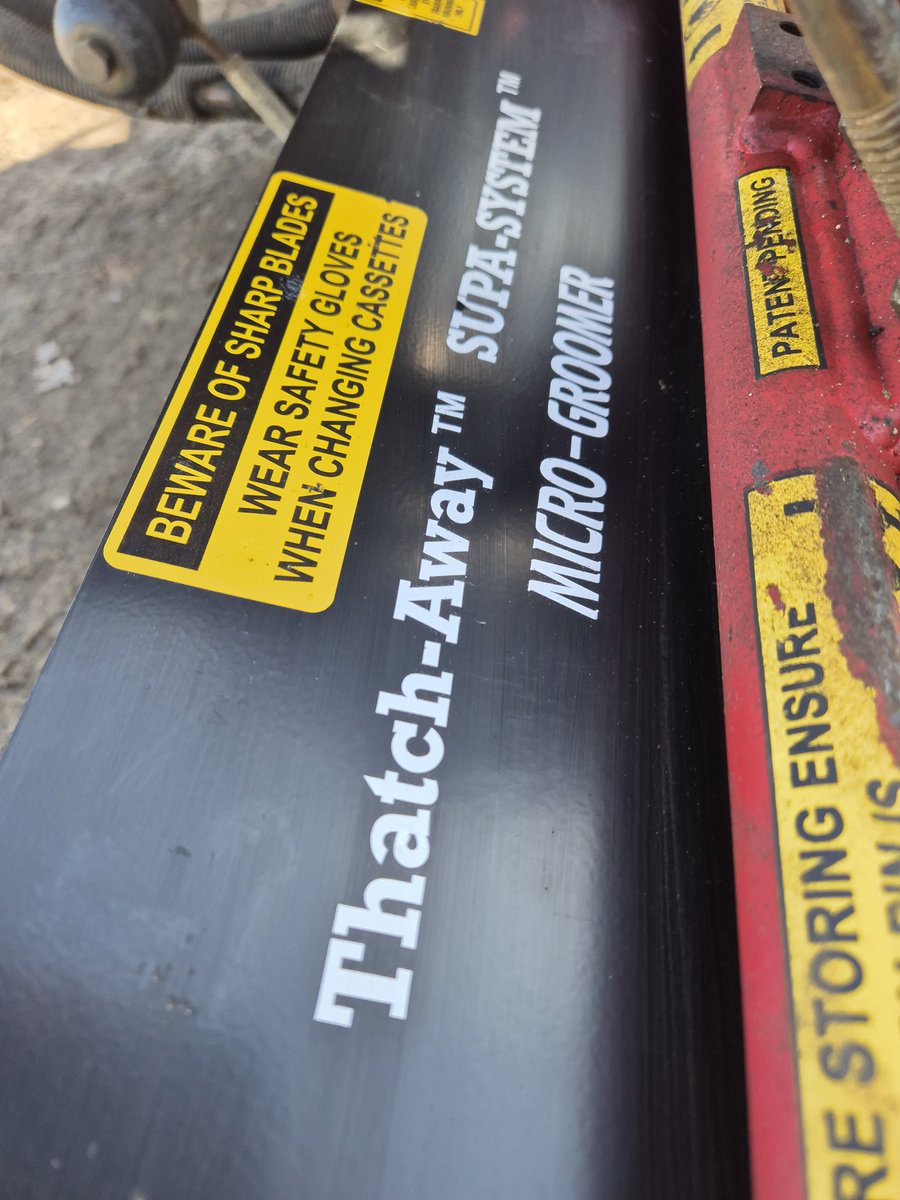 BEWARE OF SHARP BLADES
WEAR SAFETY GLOVES
WHEN CHANGING CASSETTES
Thatch-Away™ SUPA-SYSTEM™
MICRO-GROOMER
PATENT PENDING
STORING ENSURE